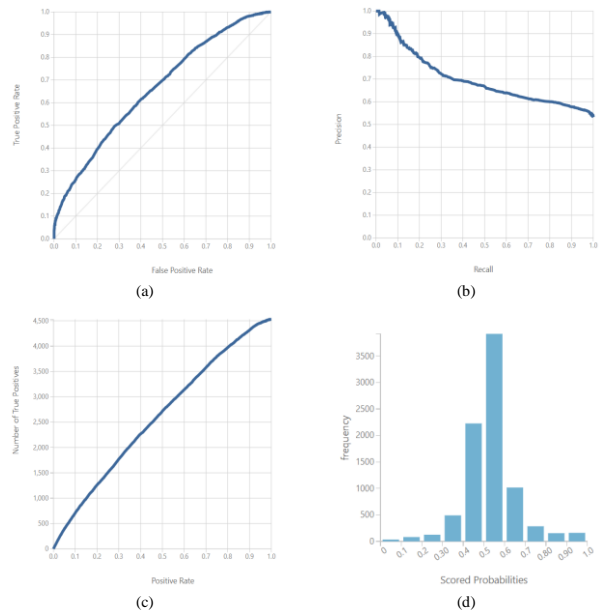 1.0
0.9
0.8
0.7
0.6
0.5
0.4
0.3
0.2
0.1
0.0
True Positive Rate
0.0 0.1 0.2 0.3 0.4 0.5 0.6 0.7 0.8 0.9 1.0
False Positive Rate
(a)
1.0
0.9
0.8
0.7
0.6
0.5
0.4
0.3
0.2
0.1
0.0
Precision
0.0 0.1 0.2 0.3 0.4 0.5 0.6 0.7 0.8 0.9 1.0
Recall
(b)
4,500
4,000
3,500
3,000
2,500
2,000
1,500
1,000
500
0
Number of True Positives
0.0 0.1 0.2 0.3 0.4 0.5 0.6 0.7 0.8 0.9 1.0
Positive Rate
(c)
3500
3000
2500
2000
1500
1000
500
0
frequency
0 0.1 0.2 0.30 0.4 0.5 0.60 0.7 0.80 0.90 1.0
Scored Probabilities
(d)